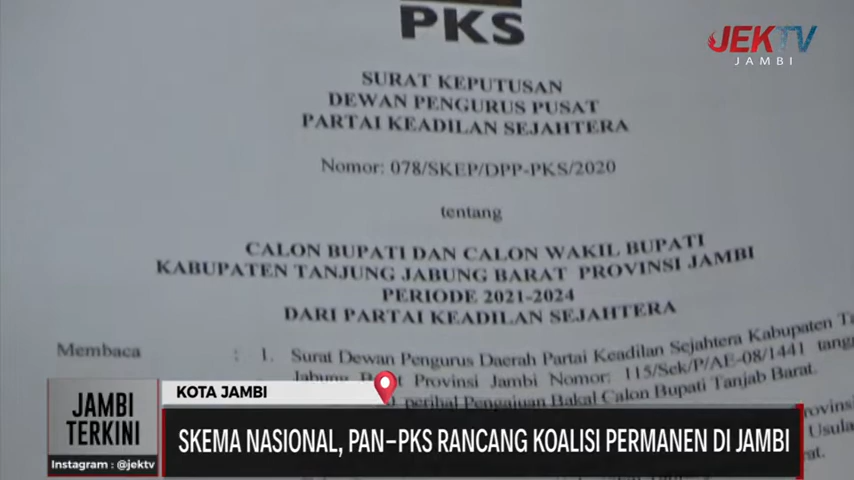 PKS
JEKTV
JAMBI
SURAT KEPUTUSAN
DEWAN PENGURUS PUSAT
PARTAI KEADILAN SEJAHTERA
Nomor: 078/SKEP/DPP-PKS/2020
tentang
CALON BUPATI DAN CALON WAKIL BUPATI
KABUPATEN TANJUNG JABUNG BARAT PROVINSI JAMBI
PERIODE 2021-2024
DARI PARTAI KEADILAN SEJAHTERA
Membaca : 1. Surat Dewan Pengurus Daerah Partai Keadilan Sejahtera Kabupaten
Barat Provinsi Jambi Nomor: 115/Sek/P/AE-08/1441
perihal Pengajuan Bakal Calon Bupati Tanjab Barat.
Usula
KOTA JAMBI
JAMBI
TERKINI
Instagram : @jektv
SKEMA NASIONAL, PAN-PKS RANCANG KOALISI PERMANEN DI JAMBI